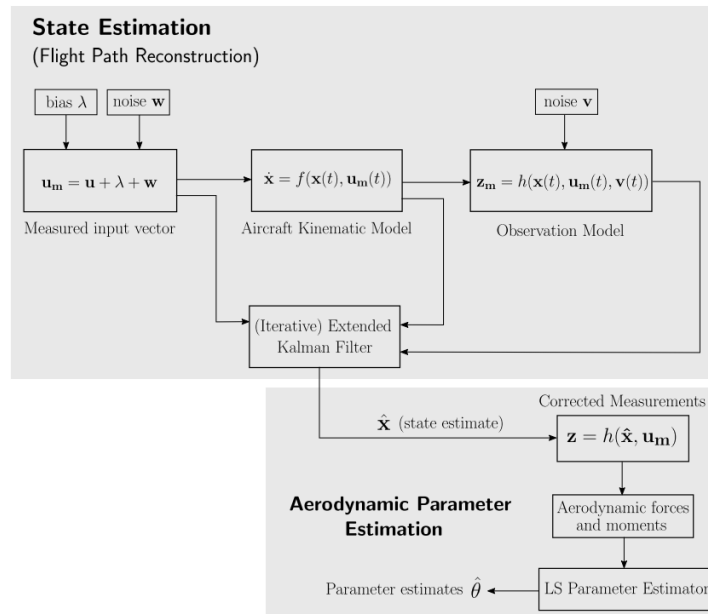 State Estimation
(Flight Path Reconstruction)
bias λ
noise w
noise v
u_m = u + λ + w
ẋ = f(x(t), u_m(t))
z_m = h(x(t), u_m(t), v(t))
Measured input vector
Aircraft Kinematic Model
Observation Model
(Iterative) Extended
Kalman Filter
Corrected Measurements
x̂ (state estimate)
z = h(x̂, u_m)
Aerodynamic Parameter
Estimation
Aerodynamic forces
and moments
Parameter estimates θ̂
LS Parameter Estimator